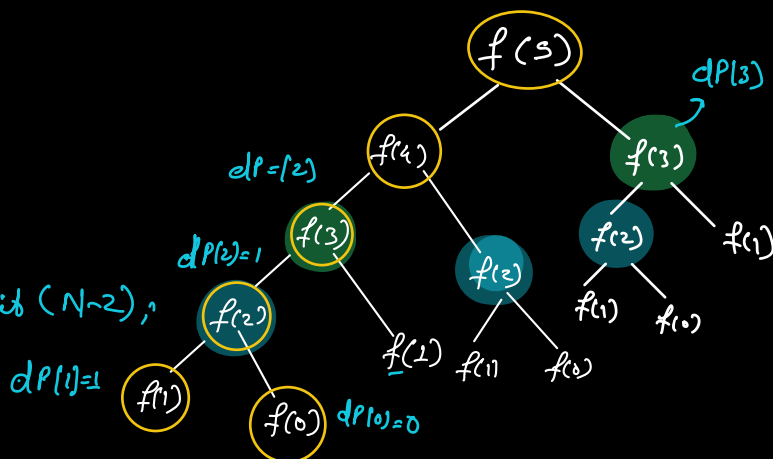 f(5)
dP(3)
f(4)
f(3)
dP=[2]
f(3)
f(2)
f(2)
f(1)
dP(2)=1
(N-2),
f(2)
f(1)
f(0)
f(1)
f(1)
f(0)
dP[1]=1
f(1)
f(0)
dP(0)=0